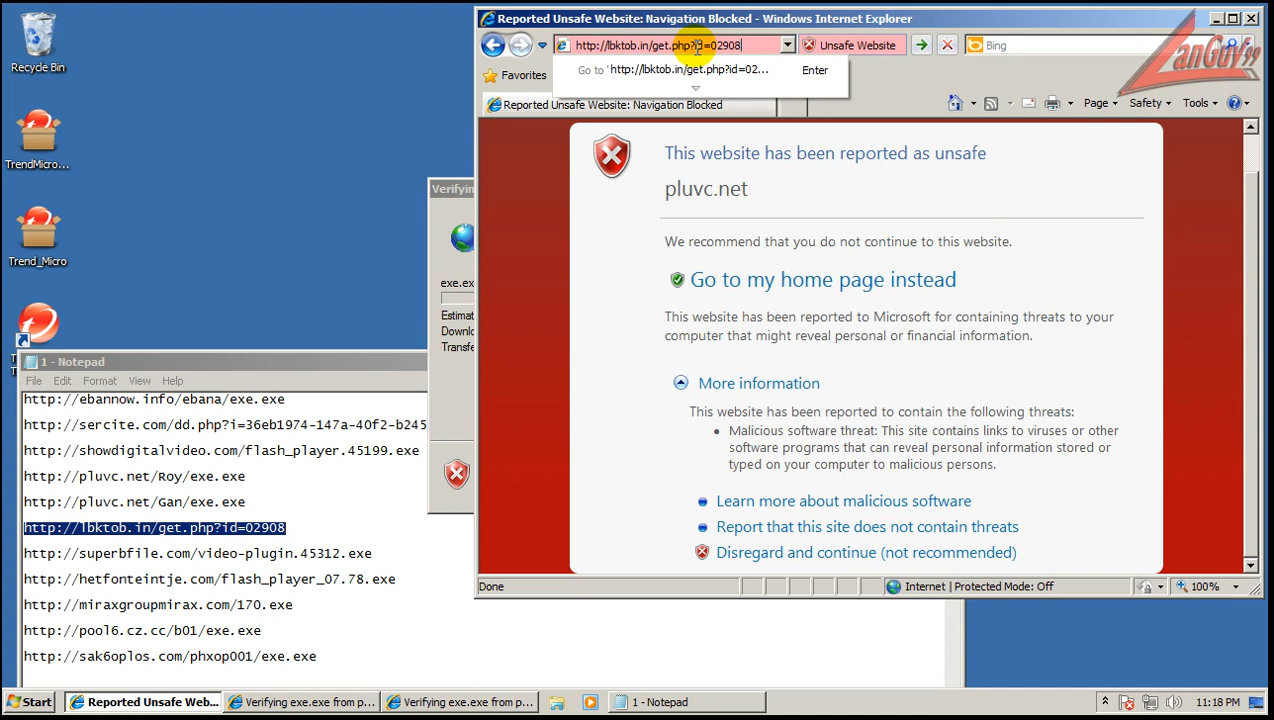 Recycle Bin
TrendMicro...
Trend_Micro
Reported Unsafe Website: Navigation Blocked - Windows Internet Explorer
http://lbktob.in/get.php?id=02908
Unsafe Website
Bing
Go to 'http://lbktob.in/get.php?id=02...
Enter
Favorites
Reported Unsafe Website: Navigation Blocked
Page
Safety
Tools
This website has been reported as unsafe
pluvc.net
We recommend that you do not continue to this website.
Go to my home page instead
This website has been reported to Microsoft for containing threats to your
computer that might reveal personal or financial information.
More information
This website has been reported to contain the following threats:
Malicious software threat: This site contains links to viruses or other
software programs that can reveal personal information stored or
typed on your computer to malicious persons.
Learn more about malicious software
Report that this site does not contain threats
Disregard and continue (not recommended)
Done
Internet | Protected Mode: Off
100%
Verifying
exe.ex
Estimat
Downlo
Transfe
1 - Notepad
File Edit Format View Help
http://ebannow.info/ebana/exe.exe
http://sercite.com/dd.php?i=36eb1974-147a-40f2-b245
http://showdigitalvideo.com/flash_player.45199.exe
http://pluvc.net/Roy/exe.exe
http://pluvc.net/Gan/exe.exe
http://lbktob.in/get.php?id=02908
http://superbfile.com/video-plugin.45312.exe
http://hetfonteintje.com/flash_player_07.78.exe
http://miraxgroupmirax.com/170.exe
http://pool6.cz.cc/b01/exe.exe
http://sak6oplos.com/phxop001/exe.exe
Start
Reported Unsafe Web...
Verifying exe.exe from p...
Verifying exe.exe from p...
1 - Notepad
11:18 PM